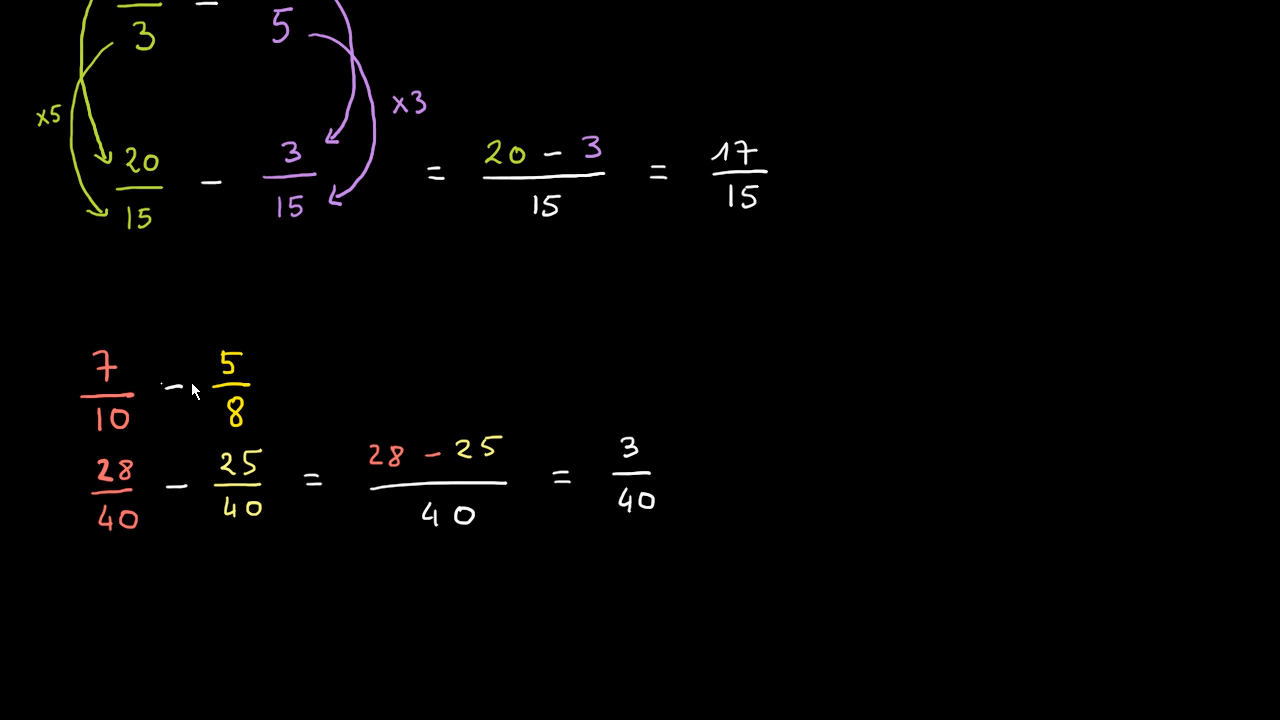 3 - 5
x5 x3
20/15 - 3/15 = 20 - 3/15 = 17/15
7/10 - 5/8
28/40 - 25/40 = 28 - 25/40 = 3/40